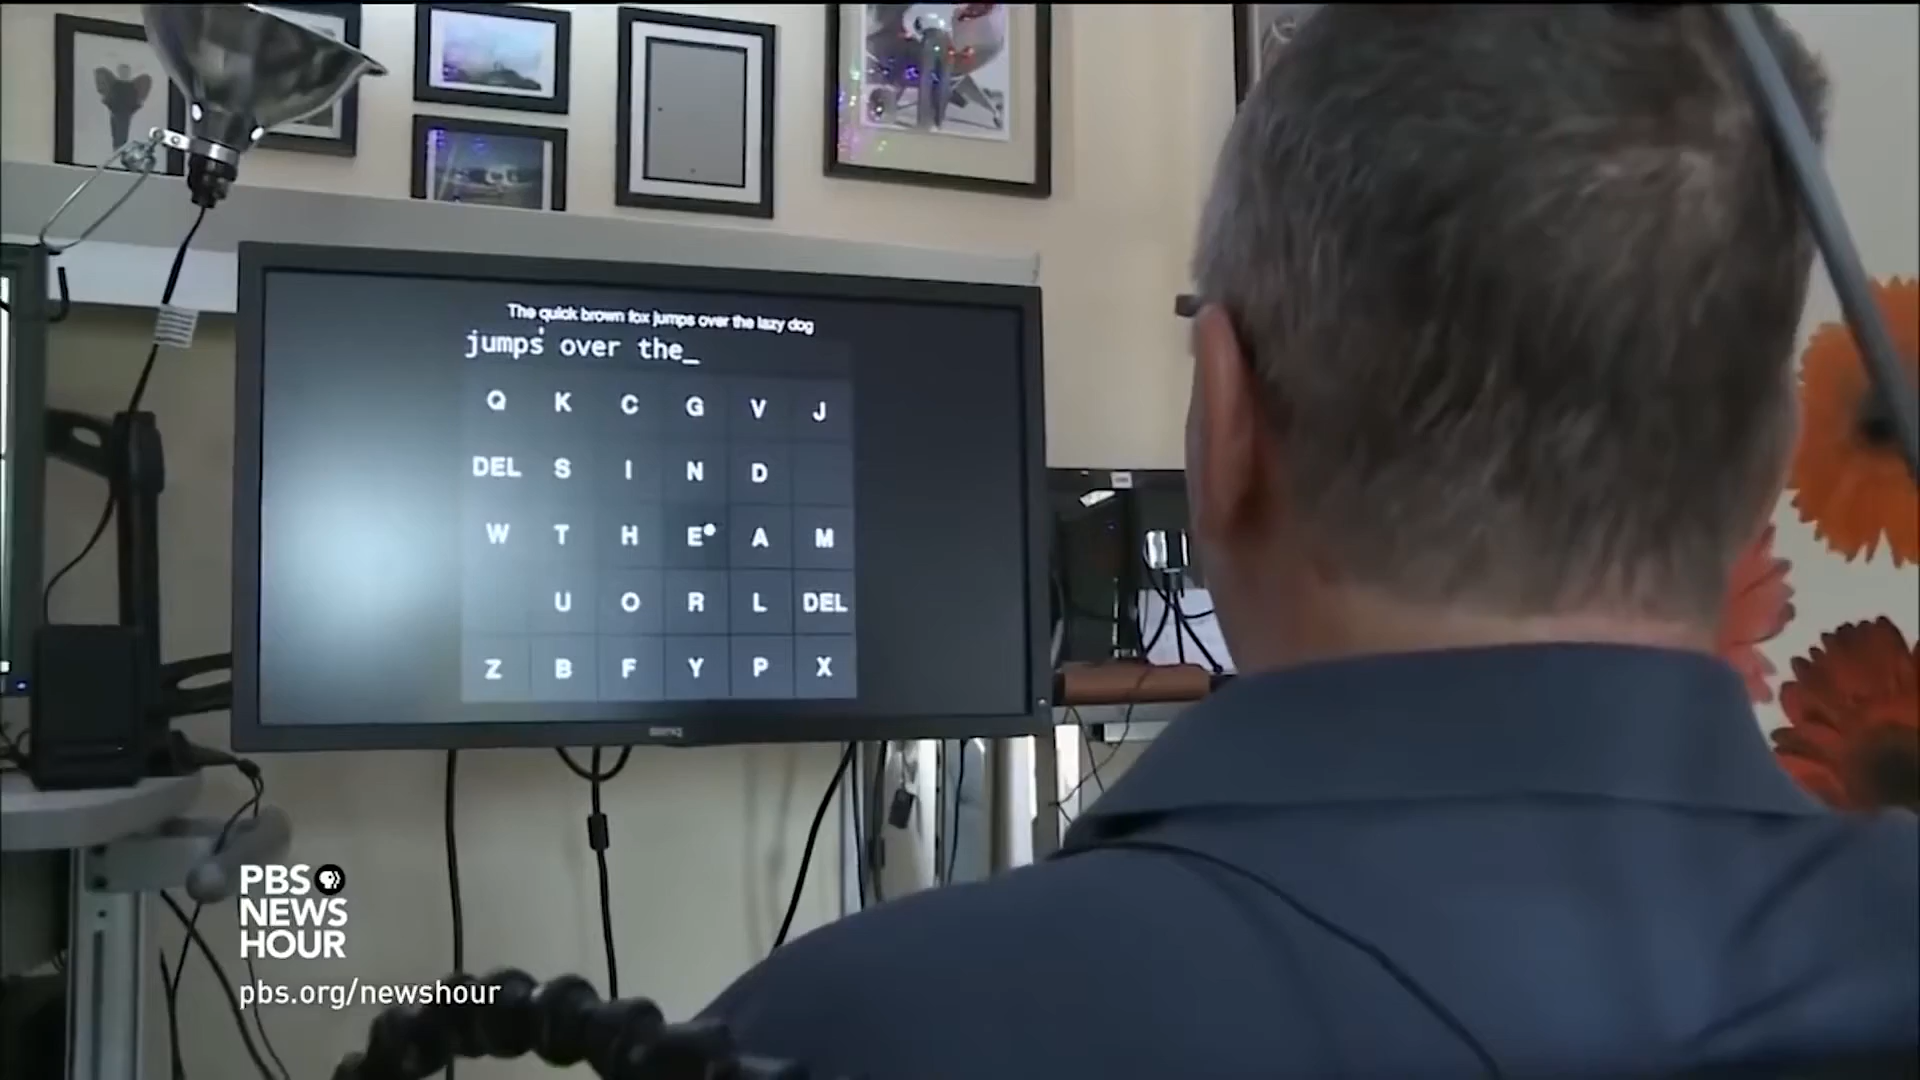 The quick brown fox jumps over the lazy dog
jumps over the_
Q K C G V J
DEL S I N D
W T H E A M
U O R L DEL
Z B F Y P X
BenQ
PBS
NEWS
HOUR
pbs.org/newshour